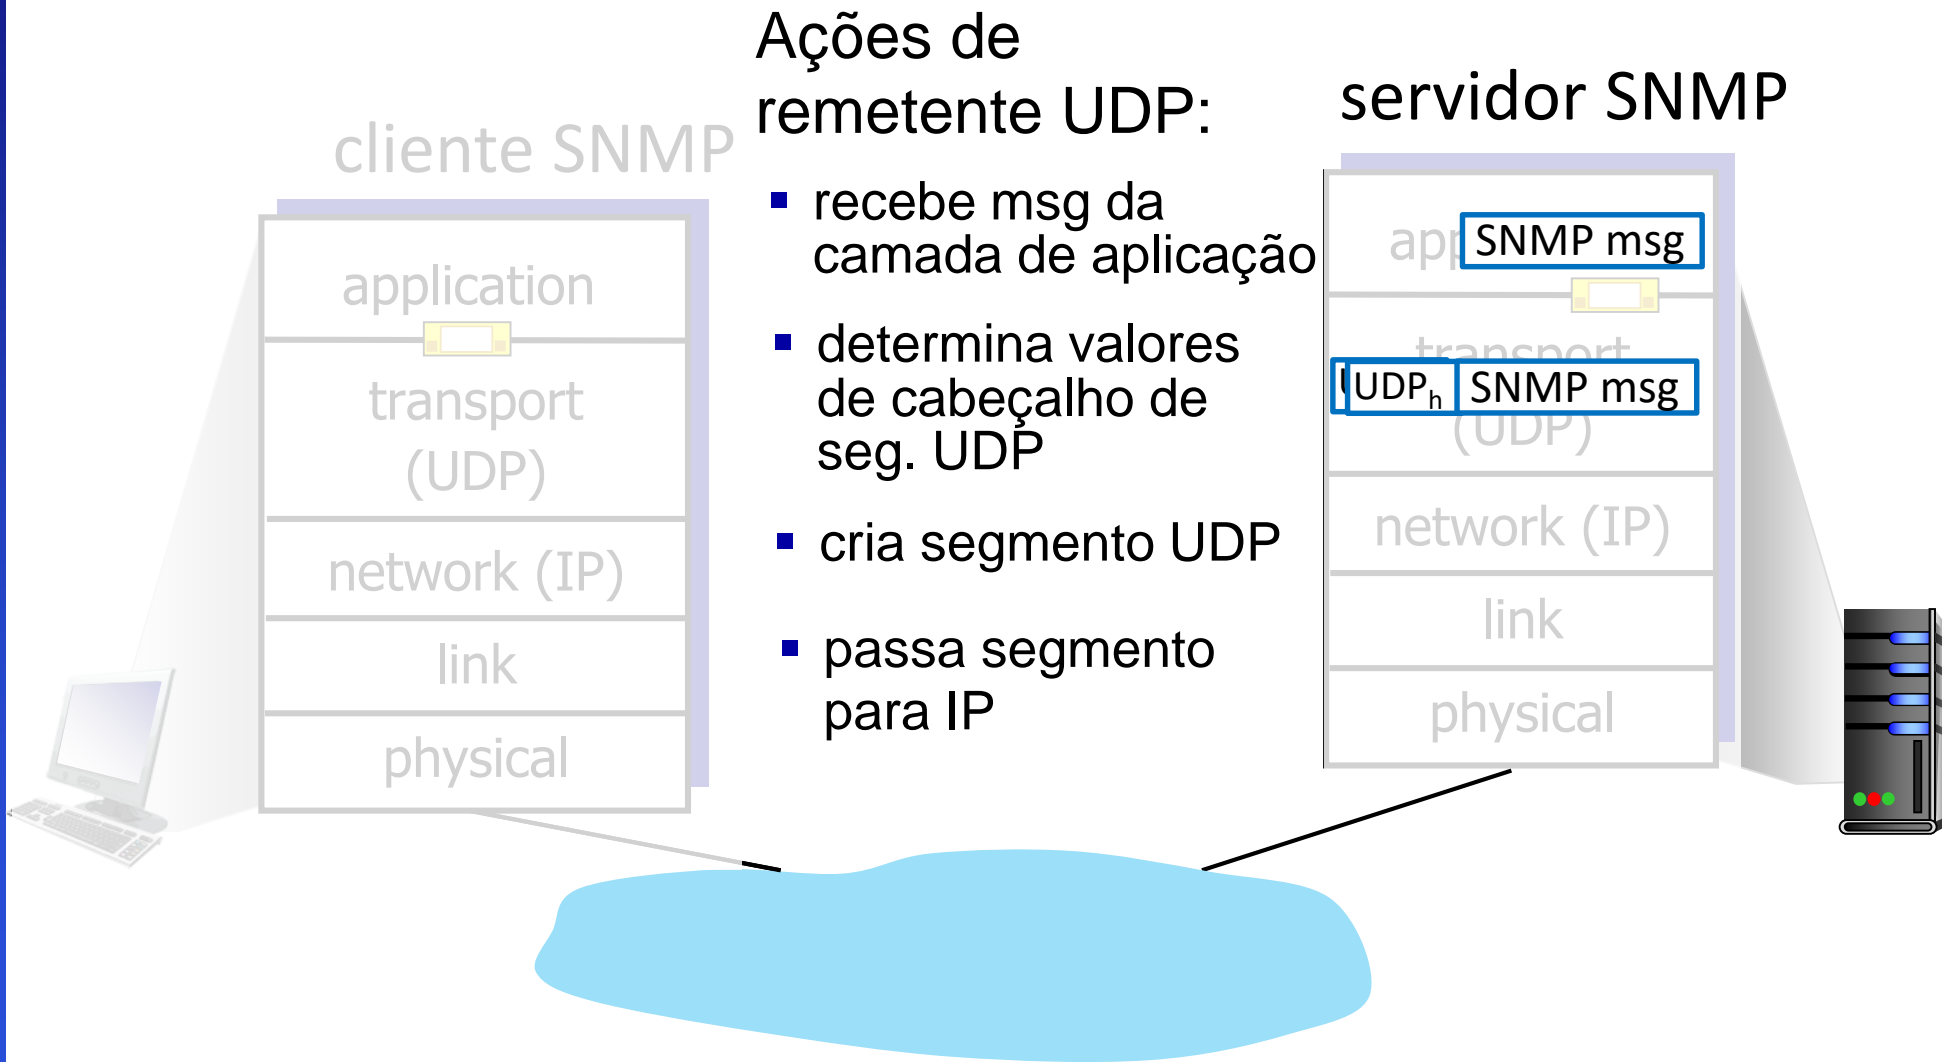 Ações de
remetente UDP:
recebe msg da
camada de aplicação
determina valores
de cabeçalho de
seg. UDP
cria segmento UDP
passa segmento
para IP
cliente SNMP
application
transport
(UDP)
network (IP)
link
physical
servidor SNMP
SNMP msg
transport
UDPh SNMP msg
(UDP)
network (IP)
link
physical